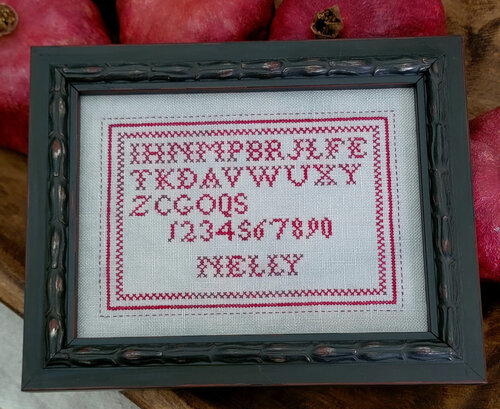 IHNMPBRJLFE
TKDAVWUXY
ZCGOQS
1234567890
NELLY